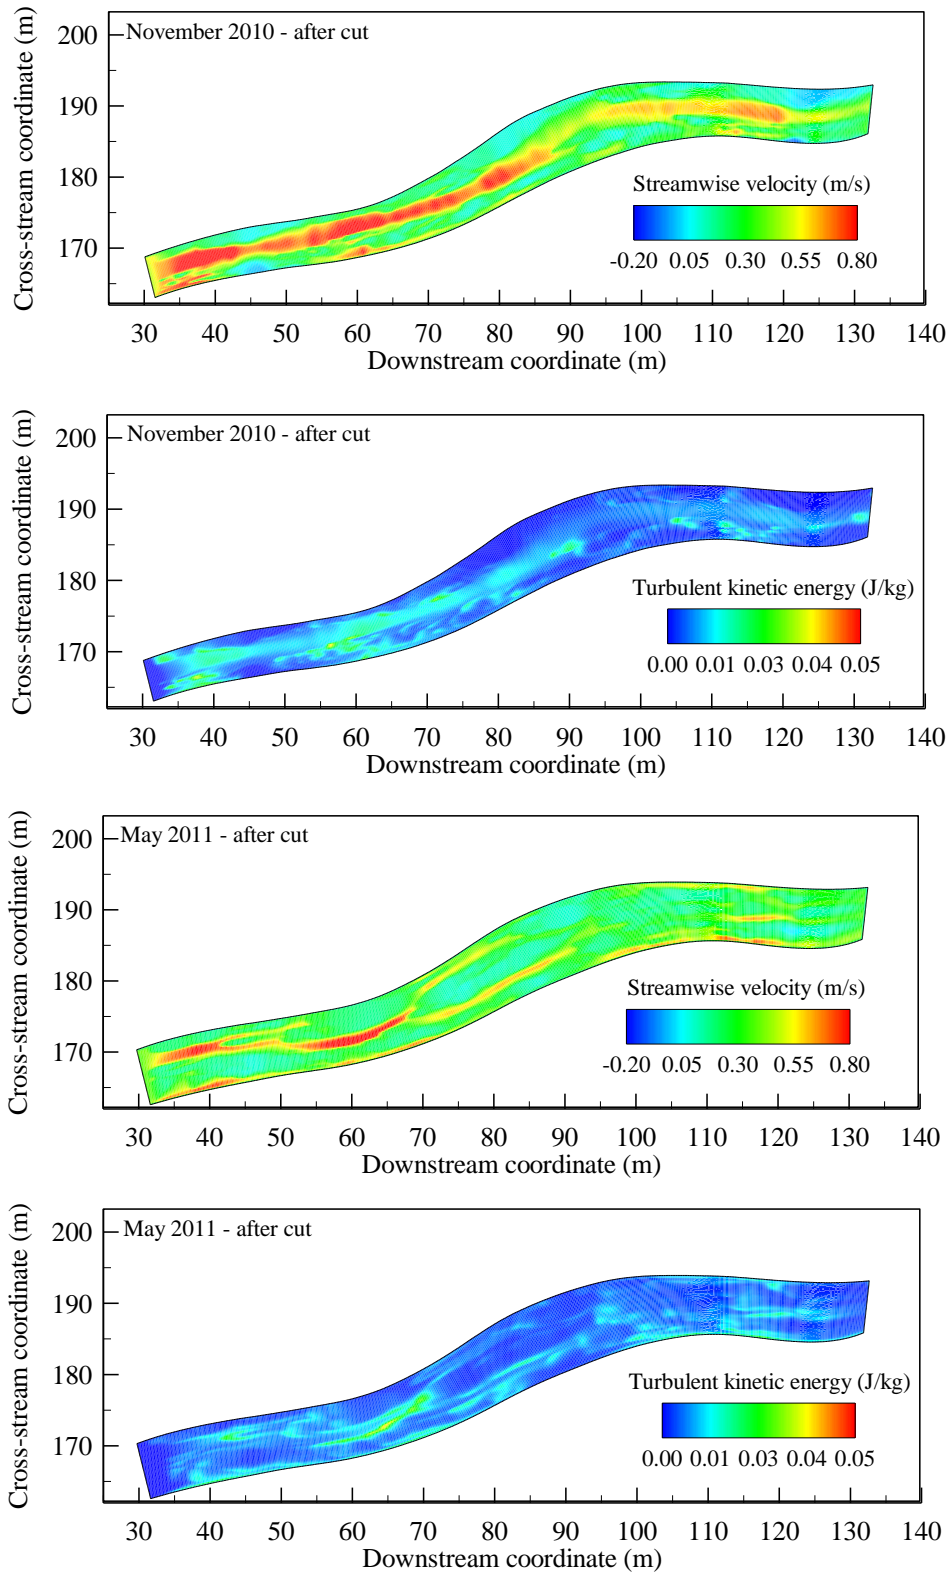 Cross-stream coordinate (m)
200
190
180
170
November 2010 - after cut
Streamwise velocity (m/s)
-0.20 0.05 0.30 0.55 0.80
30 40 50 60 70 80 90 100 110 120 130 140
Downstream coordinate (m)
Cross-stream coordinate (m)
200
190
180
170
November 2010 - after cut
Turbulent kinetic energy (J/kg)
0.00 0.01 0.03 0.04 0.05
30 40 50 60 70 80 90 100 110 120 130 140
Downstream coordinate (m)
Cross-stream coordinate (m)
200
190
180
170
May 2011 - after cut
Streamwise velocity (m/s)
-0.20 0.05 0.30 0.55 0.80
30 40 50 60 70 80 90 100 110 120 130 140
Downstream coordinate (m)
Cross-stream coordinate (m)
200
190
180
170
May 2011 - after cut
Turbulent kinetic energy (J/kg)
0.00 0.01 0.03 0.04 0.05
30 40 50 60 70 80 90 100 110 120 130 140
Downstream coordinate (m)